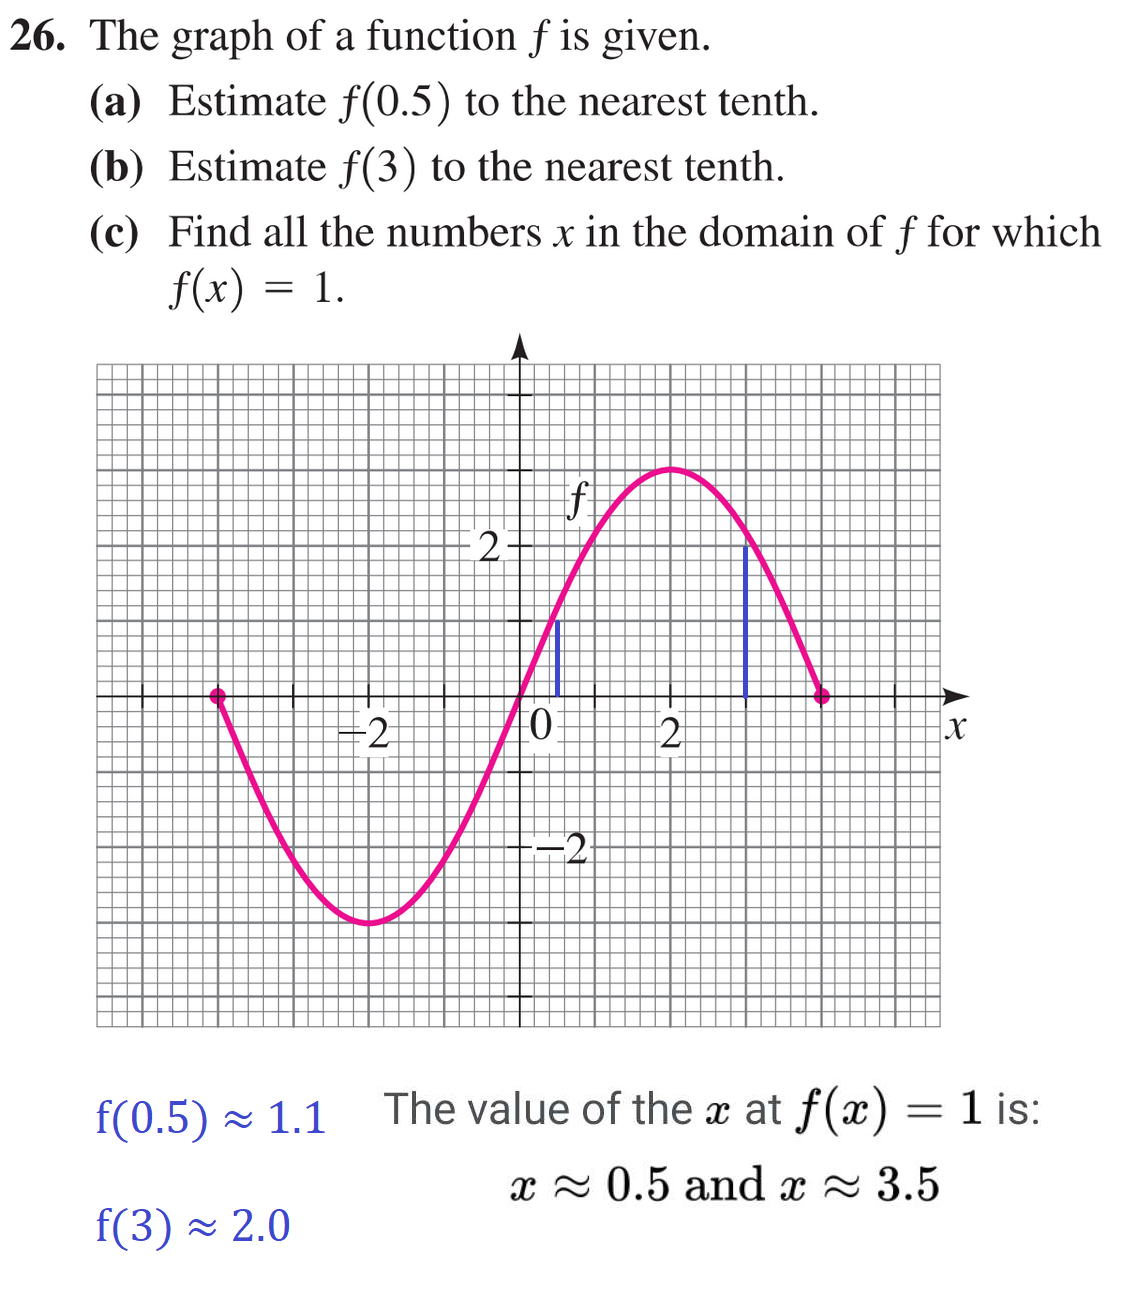 26. The graph of a function f is given.
(a) Estimate f(0.5) to the nearest tenth.
(b) Estimate f(3) to the nearest tenth.
(c) Find all the numbers x in the domain of f for which
f(x) = 1.
f
2
−2
0
2
x
−2
f(0.5) ≈ 1.1
The value of the x at f(x) = 1 is:
x ≈ 0.5 and x ≈ 3.5
f(3) ≈ 2.0